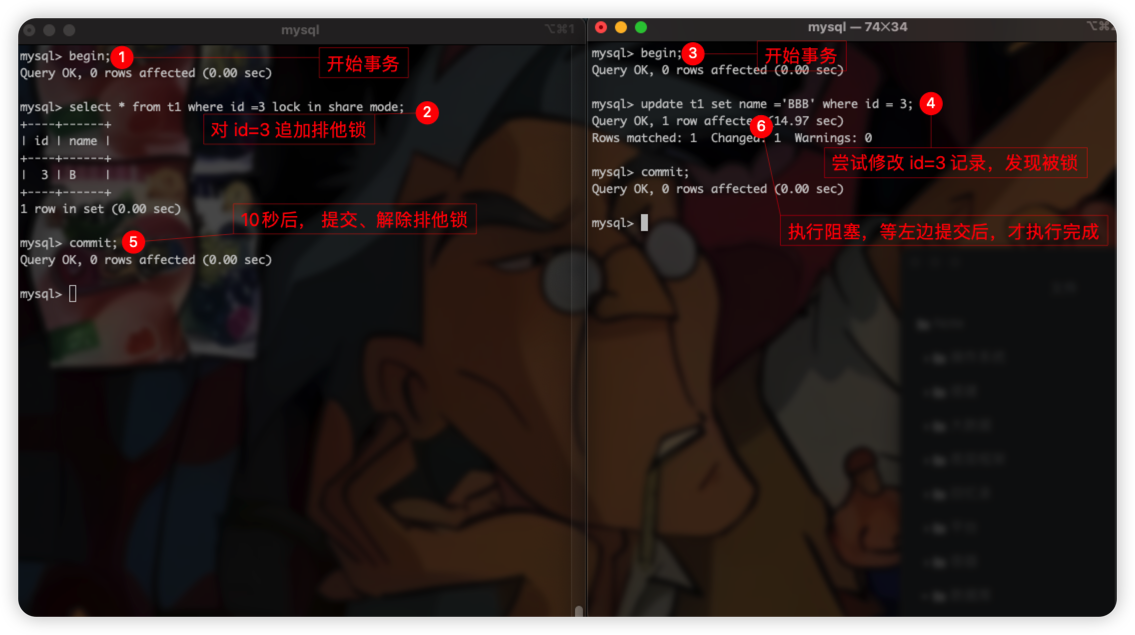 mysql
mysql> begin;
1
开始事务
Query OK, 0 rows affected (0.00 sec)
mysql> select * from t1 where id =3 lock in share mode;
2
+----+------+
对 id=3 追加排他锁
| id | name |
+----+------+
|  3 | B    |
+----+------+
1 row in set (0.00 sec)
10秒后， 提交、解除排他锁
mysql> commit;
5
Query OK, 0 rows affected (0.00 sec)
mysql>
mysql — 74×34
mysql> begin;
3
开始事务
Query OK, 0 rows affected (0.00 sec)
mysql> update t1 set name ='BBB' where id = 3;
4
Query OK, 1 row affected (14.97 sec)
6
Rows matched: 1  Changed: 1  Warnings: 0
尝试修改 id=3 记录，发现被锁
mysql> commit;
Query OK, 0 rows affected (0.00 sec)
mysql>
执行阻塞，等左边提交后，才执行完成